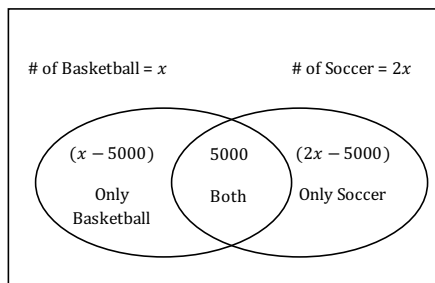 # of Basketball = x # of Soccer = 2x
(x − 5000) 5000 (2x − 5000)
Only Both Only Soccer
Basketball